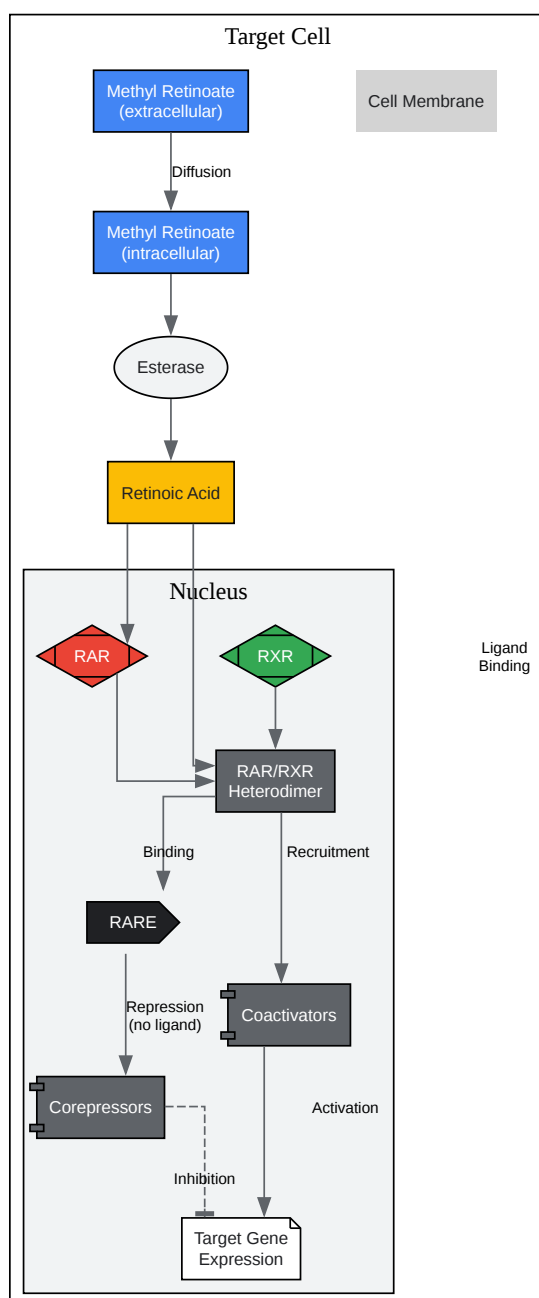 Target Cell
Methyl Retinoate
(extracellular)
Cell Membrane
Diffusion
Methyl Retinoate
(intracellular)
Esterase
Retinoic Acid
Nucleus
RAR
RXR
Ligand
Binding
RAR/RXR
Heterodimer
Binding
Recruitment
RARE
Repression
(no ligand)
Coactivators
Corepressors
Activation
Inhibition
Target Gene
Expression